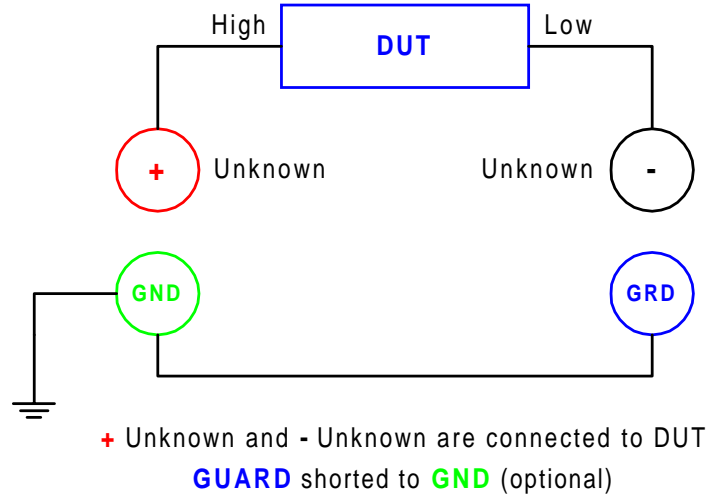 High
DUT
Low
+
Unknown
Unknown
-
GND
GRD
+ Unknown and - Unknown are connected to DUT
GUARD shorted to GND (optional)